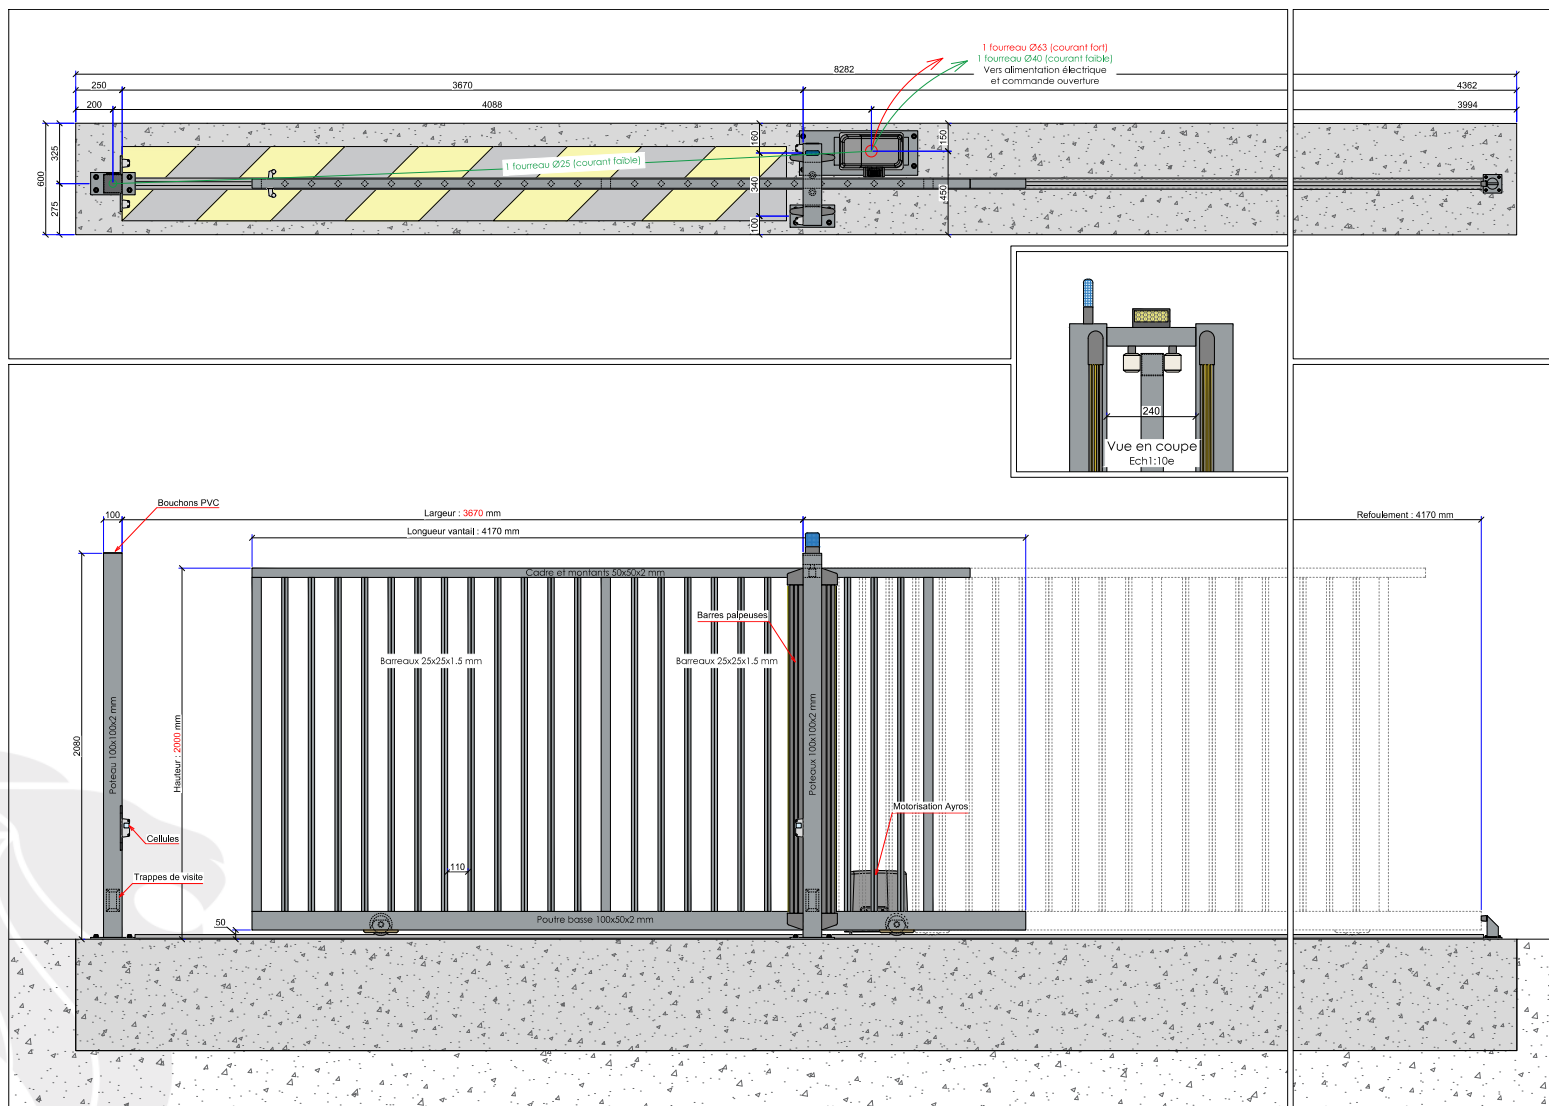 1 fourreau Ø63 (courant fort)
1 fourreau Ø40 (courant faible)
Vers alimentation électrique
et commande ouverture
8282
250
3670
4362
200
4088
3994
600
325
275
160
340
100
150
450
1 fourreau Ø25 (courant faible)
240
Vue en coupe
Ech1:10e
Bouchons PVC
100
Largeur : 3670 mm
Refoulement : 4170 mm
Longueur vantail : 4170 mm
Cadre et montants 50x50x2 mm
Barres palpeuses
Barreaux 25x25x1.5 mm
Barreaux 25x25x1.5 mm
2080
Poteau 100x100x2 mm
Hauteur : 2000 mm
Poteaux 100x100x2 mm
Motorisation Ayros
Cellules
110
Trappes de visite
50
Poutre basse 100x50x2 mm